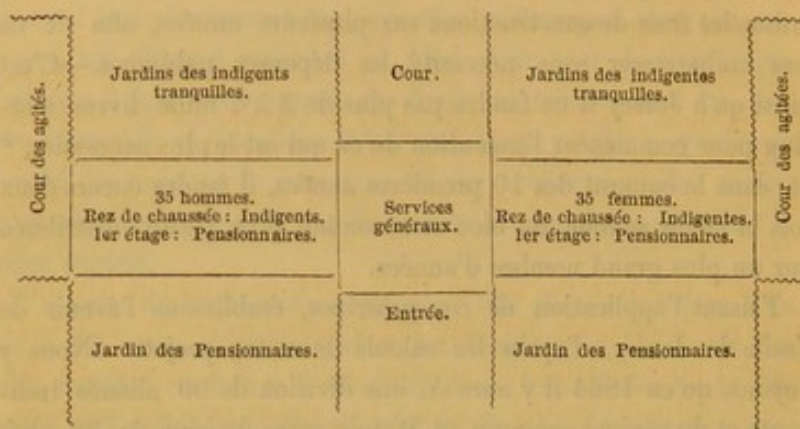 Cour des agités.
Jardins des indigents
tranquilles.
Cour.
Jardins des indigentes
tranquilles.
Cour des agitées.
35 hommes.
Rez de chaussée : Indigents.
1er étage : Pensionnaires.
Services
généraux.
35 femmes.
Rez de chaussée : Indigentes.
1er étage : Pensionnaires.
Jardin des Pensionnaires.
Entrée.
Jardin des Pensionnaires.